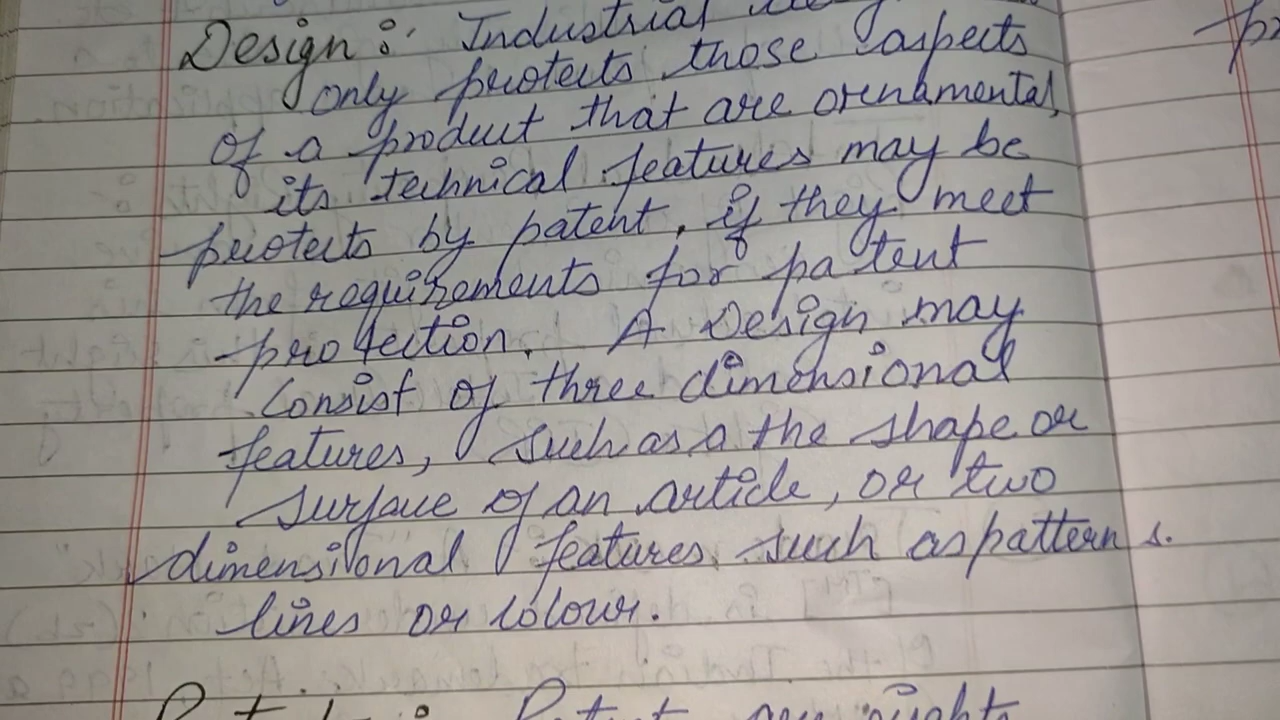 Design : Industrial
only protects those aspects
of a product that are ornamental,
its technical features may be
protects by patent, if they meet
the requirements for patent
protection. A Design may
Consist of three dimensional
features, such as a the shape or
surface of an article, or two
dimensional features, such as pattern s.
lines or colour.